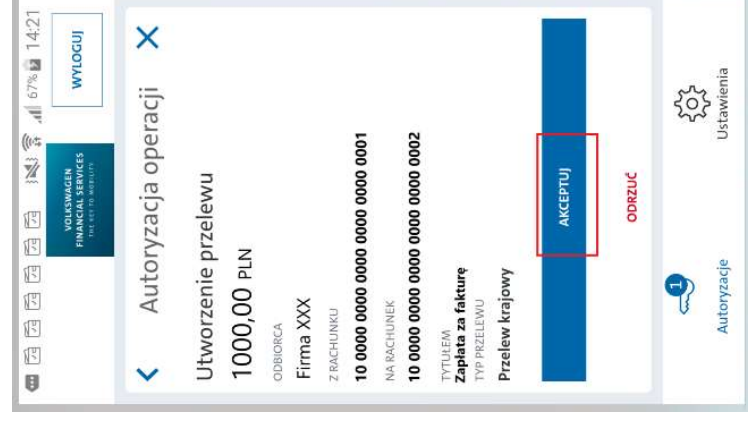 67% 14:21
VOLKSWAGEN
FINANCIAL SERVICES
THE KEY TO MOBILITY
WYLOGUJ
Autoryzacja operacji
Utworzenie przelewu
1000,00 PLN
ODBIORCA
Firma XXX
Z RACHUNKU
10 0000 0000 0000 0000 0000 0001
NA RACHUNEK
10 0000 0000 0000 0000 0000 0002
TYTUŁEM
Zapłata za fakturę
TYP PRZELEWU
Przelew krajowy
AKCEPTUJ
ODRZUĆ
1
Autoryzacje
Ustawienia